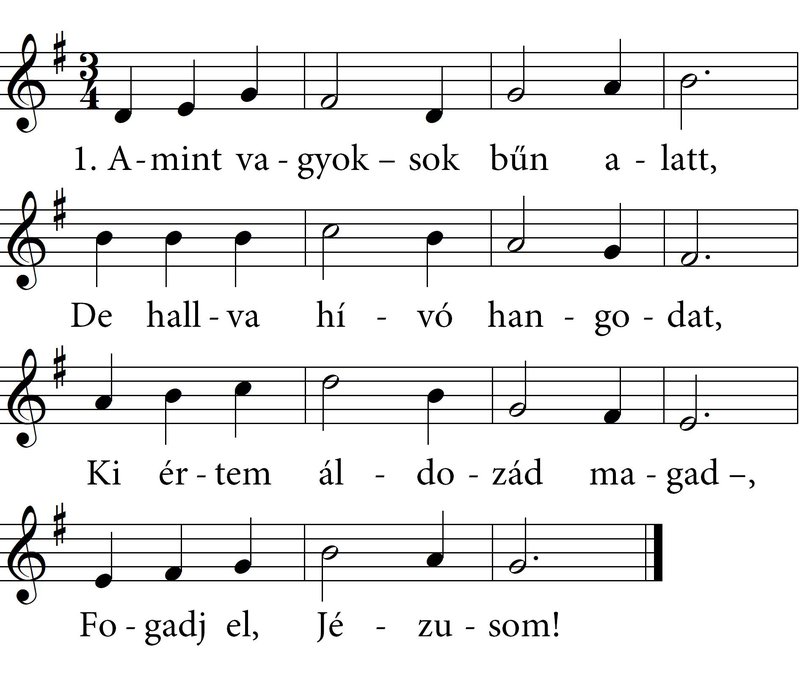 3
4
1. A-mint va - gyok – sok bűn a - latt,
De hall - va hí - vó han - go - dat,
Ki ér - tem ál - do - zád ma - gad –,
Fo - gadj el, Jé - zu - som!